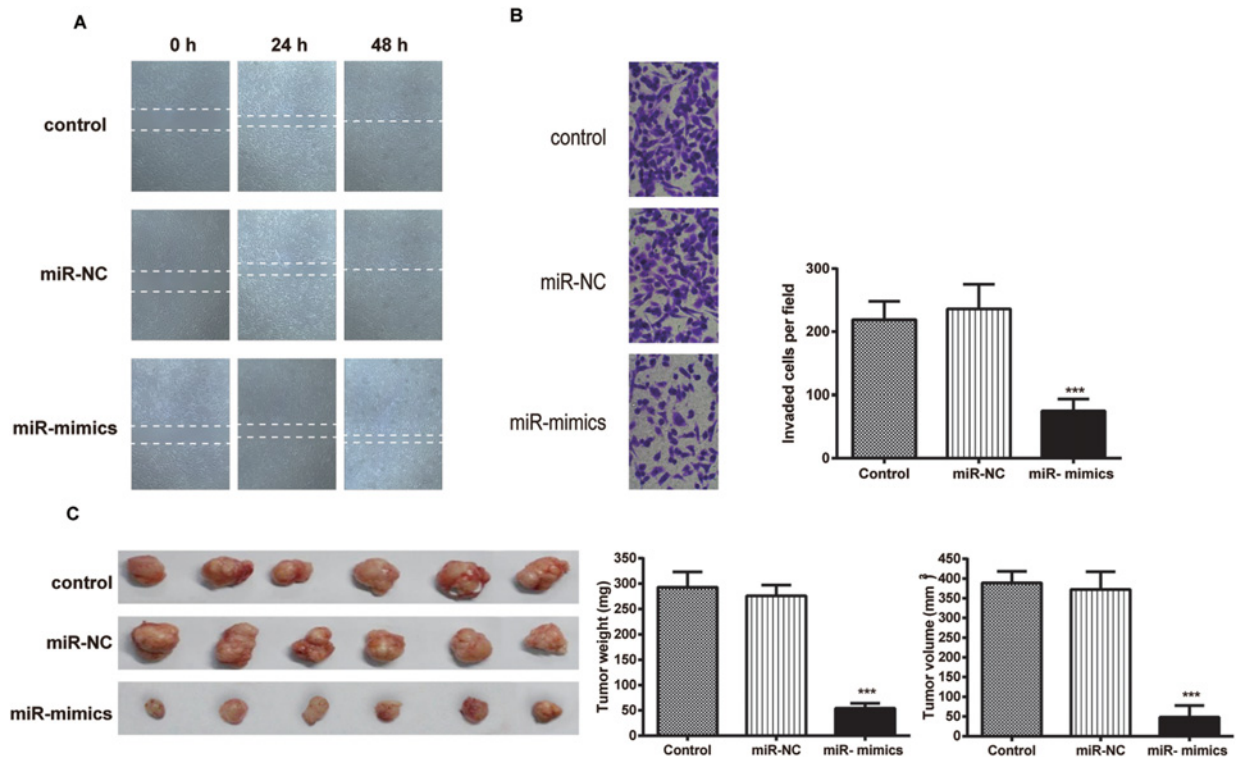 A
0 h 24 h 48 h
control
miR-NC
miR-mimics
B
control
miR-NC
miR-mimics
Invaded cells per field
300
200
100
0
***
Control miR-NC miR- mimics
C
control
miR-NC
miR-mimics
Tumor weight (mg)
350
300
250
200
150
100
50
0
***
Control miR-NC miR- mimics
Tumor volume (mm
450
400
350
300
250
200
150
100
50
0
***
Control miR-NC miR- mimics